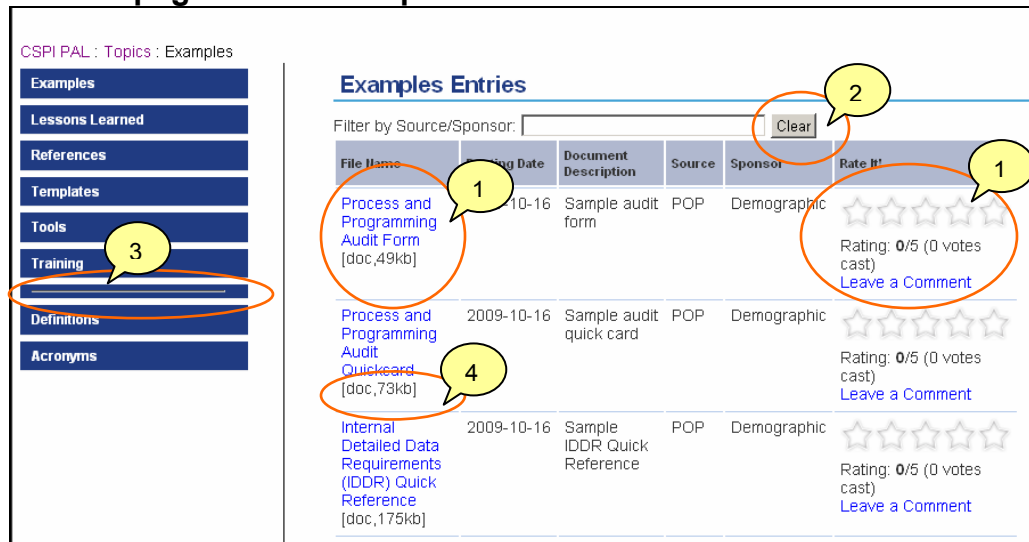 CSPI PAL : Topics : Examples
Examples
Lessons Learned
References
Templates
Tools
Training
Definitions
Acronyms
3
Examples Entries
2
Filter by Source/Sponsor: Clear
File Name Date Document Description Source Sponsor Rate It!
1
1
Process and Programming Audit Form [doc,49kb] -10-16 Sample audit form POP Demographic Rating: 0/5 (0 votes cast) Leave a Comment
Process and Programming Audit Quickcard [doc,73kb] 2009-10-16 Sample audit quick card POP Demographic Rating: 0/5 (0 votes cast) Leave a Comment
4
Internal Detailed Data Requirements (IDDR) Quick Reference [doc,175kb] 2009-10-16 Sample IDDR Quick Reference POP Demographic Rating: 0/5 (0 votes cast) Leave a Comment